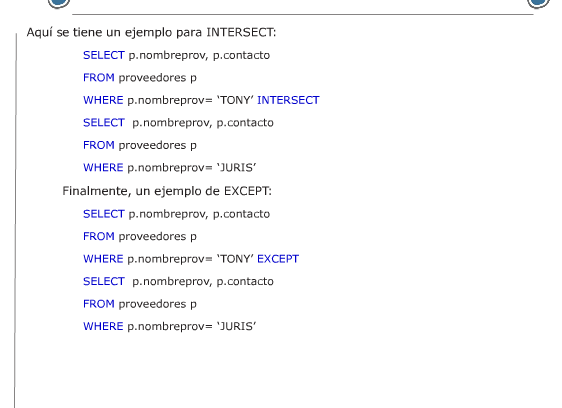 Aquí se tiene un ejemplo para INTERSECT:
SELECT p.nombreprov, p.contacto
FROM proveedores p
WHERE p.nombreprov= ‘TONY’ INTERSECT
SELECT  p.nombreprov, p.contacto
FROM proveedores p
WHERE p.nombreprov= ‘JURIS’
Finalmente, un ejemplo de EXCEPT:
SELECT p.nombreprov, p.contacto
FROM proveedores p
WHERE p.nombreprov= ‘TONY’ EXCEPT
SELECT  p.nombreprov, p.contacto
FROM proveedores p
WHERE p.nombreprov= ‘JURIS’